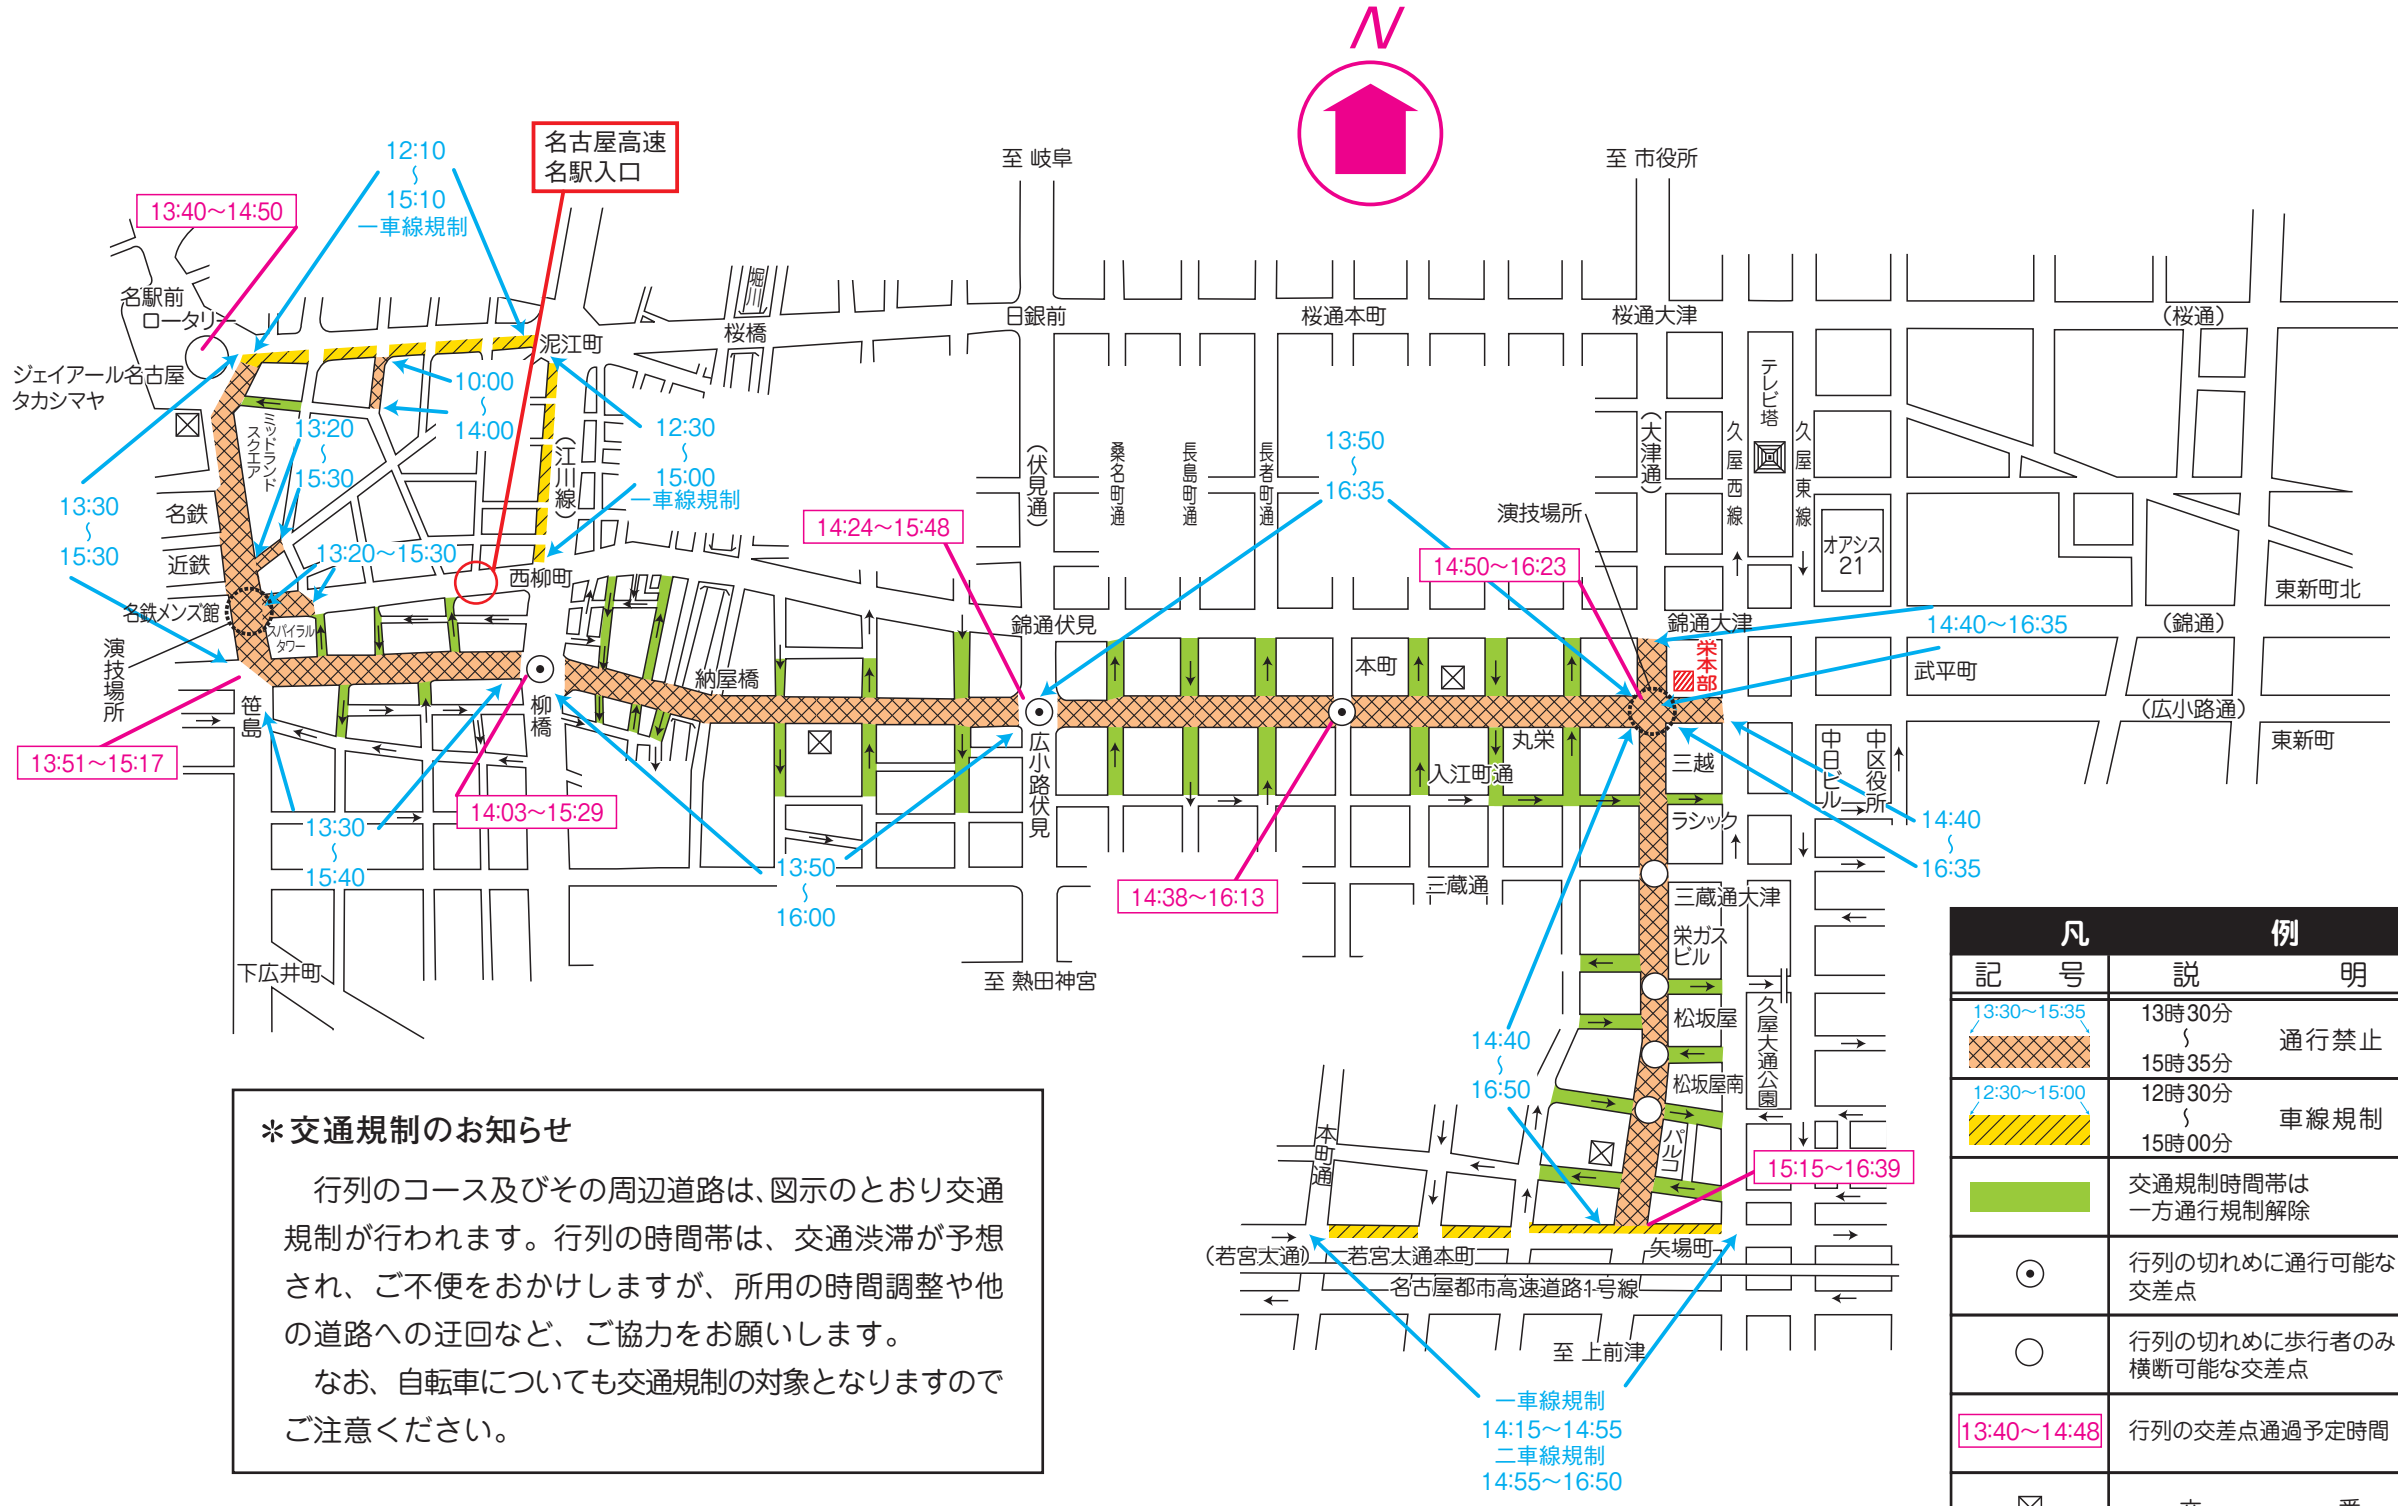 N
12:10
〜
15:10
一車線規制
名古屋高速
名駅入口
至 岐阜
至 市役所
13:40〜14:50
名駅前
ロータリー
堀川
泥江町
桜橋
日銀前
桜通本町
桜通大津
(桜通)
ジェイアール名古屋
タカシマヤ
10:00
〜
14:00
ミッドランド
スクエア
13:20
〜
15:30
(江川線)
12:30
〜
15:00
一車線規制
(伏見通)
桑名町通
長島町通
長者町通
13:50
〜
16:35
(大津通)
久屋西線
テレビ塔
久屋東線
13:30
〜
15:30
名鉄
近鉄
13:20〜15:30
14:24〜15:48
演技場所
14:50〜16:23
オアシス
21
西柳町
名鉄メンズ館
スパイラル
タワー
錦通伏見
錦通大津
14:40〜16:35
東新町北
(錦通)
演技場所
納屋橋
本町
栄本部
武平町
笹島
柳橋
(広小路通)
13:51〜15:17
広小路伏見
丸栄
入江町通
三越
中日ビル
中区役所
東新町
14:03〜15:29
13:30
〜
15:40
13:50
〜
16:00
ラシック
14:40
〜
16:35
14:38〜16:13
三蔵通
三蔵通大津
栄ガス
ビル
下広井町
至 熱田神宮
松坂屋
久屋大通公園
14:40
〜
16:50
松坂屋南
本町通
パルコ
15:15〜16:39
(若宮大通)
若宮大通本町
矢場町
名古屋都市高速道路1号線
至 上前津
一車線規制
14:15〜14:55
二車線規制
14:55〜16:50
*交通規制のお知らせ
行列のコース及びその周辺道路は、図示のとおり交通
規制が行われます。行列の時間帯は、交通渋滞が予想
され、ご不便をおかけしますが、所用の時間調整や他
の道路への迂回など、ご協力をお願いします。
なお、自転車についても交通規制の対象となりますので
ご注意ください。
凡 例
記 号 説 明
13:30〜15:35
13時30分
〜
15時35分
通行禁止
12:30〜15:00
12時30分
〜
15時00分
車線規制
交通規制時間帯は
一方通行規制解除
行列の切れめに通行可能な
交差点
行列の切れめに歩行者のみ
横断可能な交差点
13:40〜14:48 行列の交差点通過予定時間